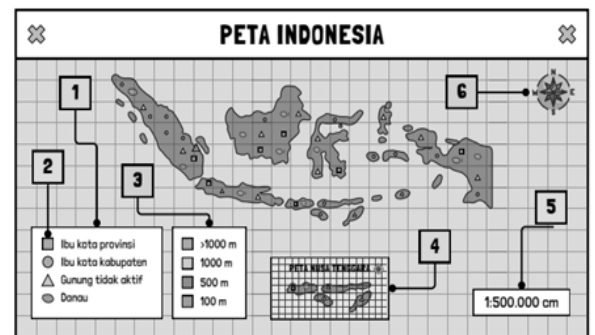 PETA INDONESIA
1
6
N
W
E
S
2
3
5
Ibu kota provinsi
Ibu kota kabupaten
Gunung tidak aktif
Danau
>1000 m
1000 m
500 m
100 m
4
PETA NUSA TENGGARA
1:500.000 cm